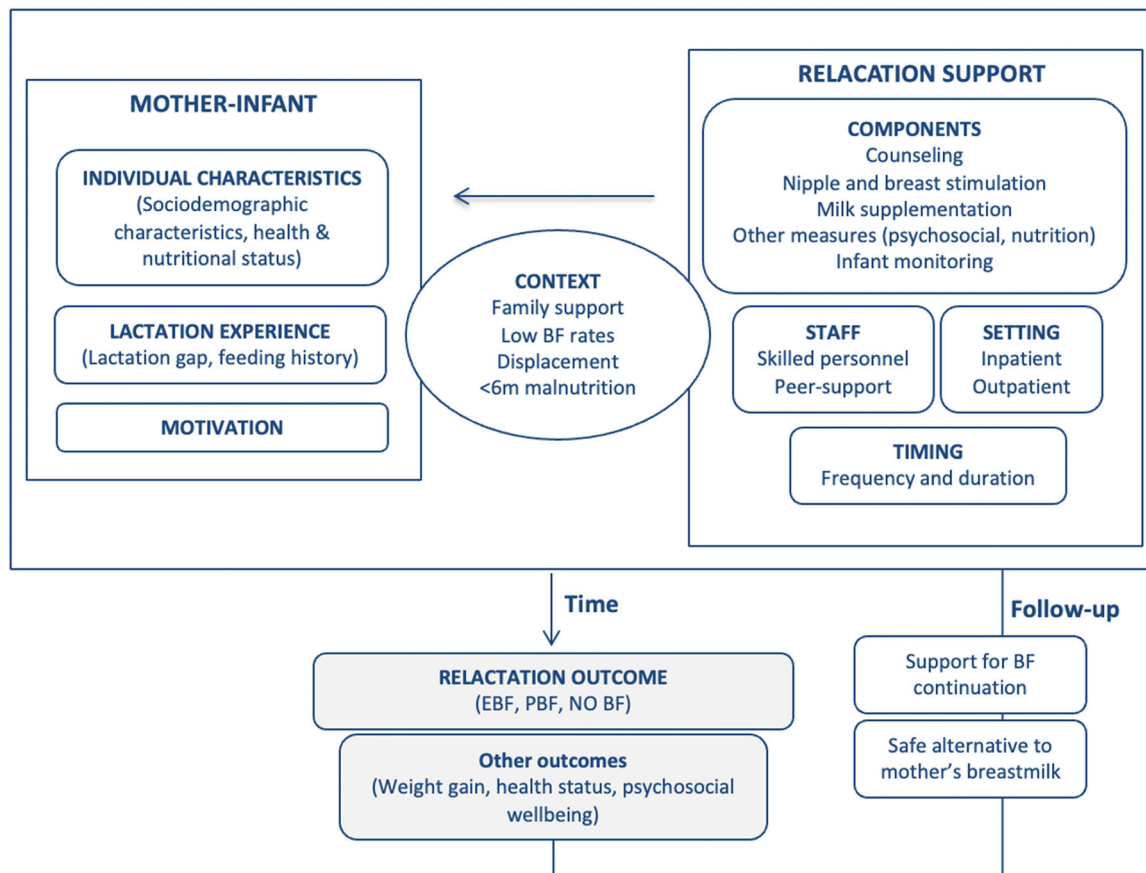 MOTHER-INFANT
INDIVIDUAL CHARACTERISTICS
(Sociodemographic
characteristics, health &
nutritional status)
LACTATION EXPERIENCE
(Lactation gap, feeding history)
MOTIVATION
CONTEXT
Family support
Low BF rates
Displacement
<6m malnutrition
RELACATION SUPPORT
COMPONENTS
Counseling
Nipple and breast stimulation
Milk supplementation
Other measures (psychosocial, nutrition)
Infant monitoring
STAFF
Skilled personnel
Peer-support
SETTING
Inpatient
Outpatient
TIMING
Frequency and duration
Time
RELACTATION OUTCOME
(EBF, PBF, NO BF)
Other outcomes
(Weight gain, health status, psychosocial
wellbeing)
Follow-up
Support for BF
continuation
Safe alternative to
mother’s breastmilk